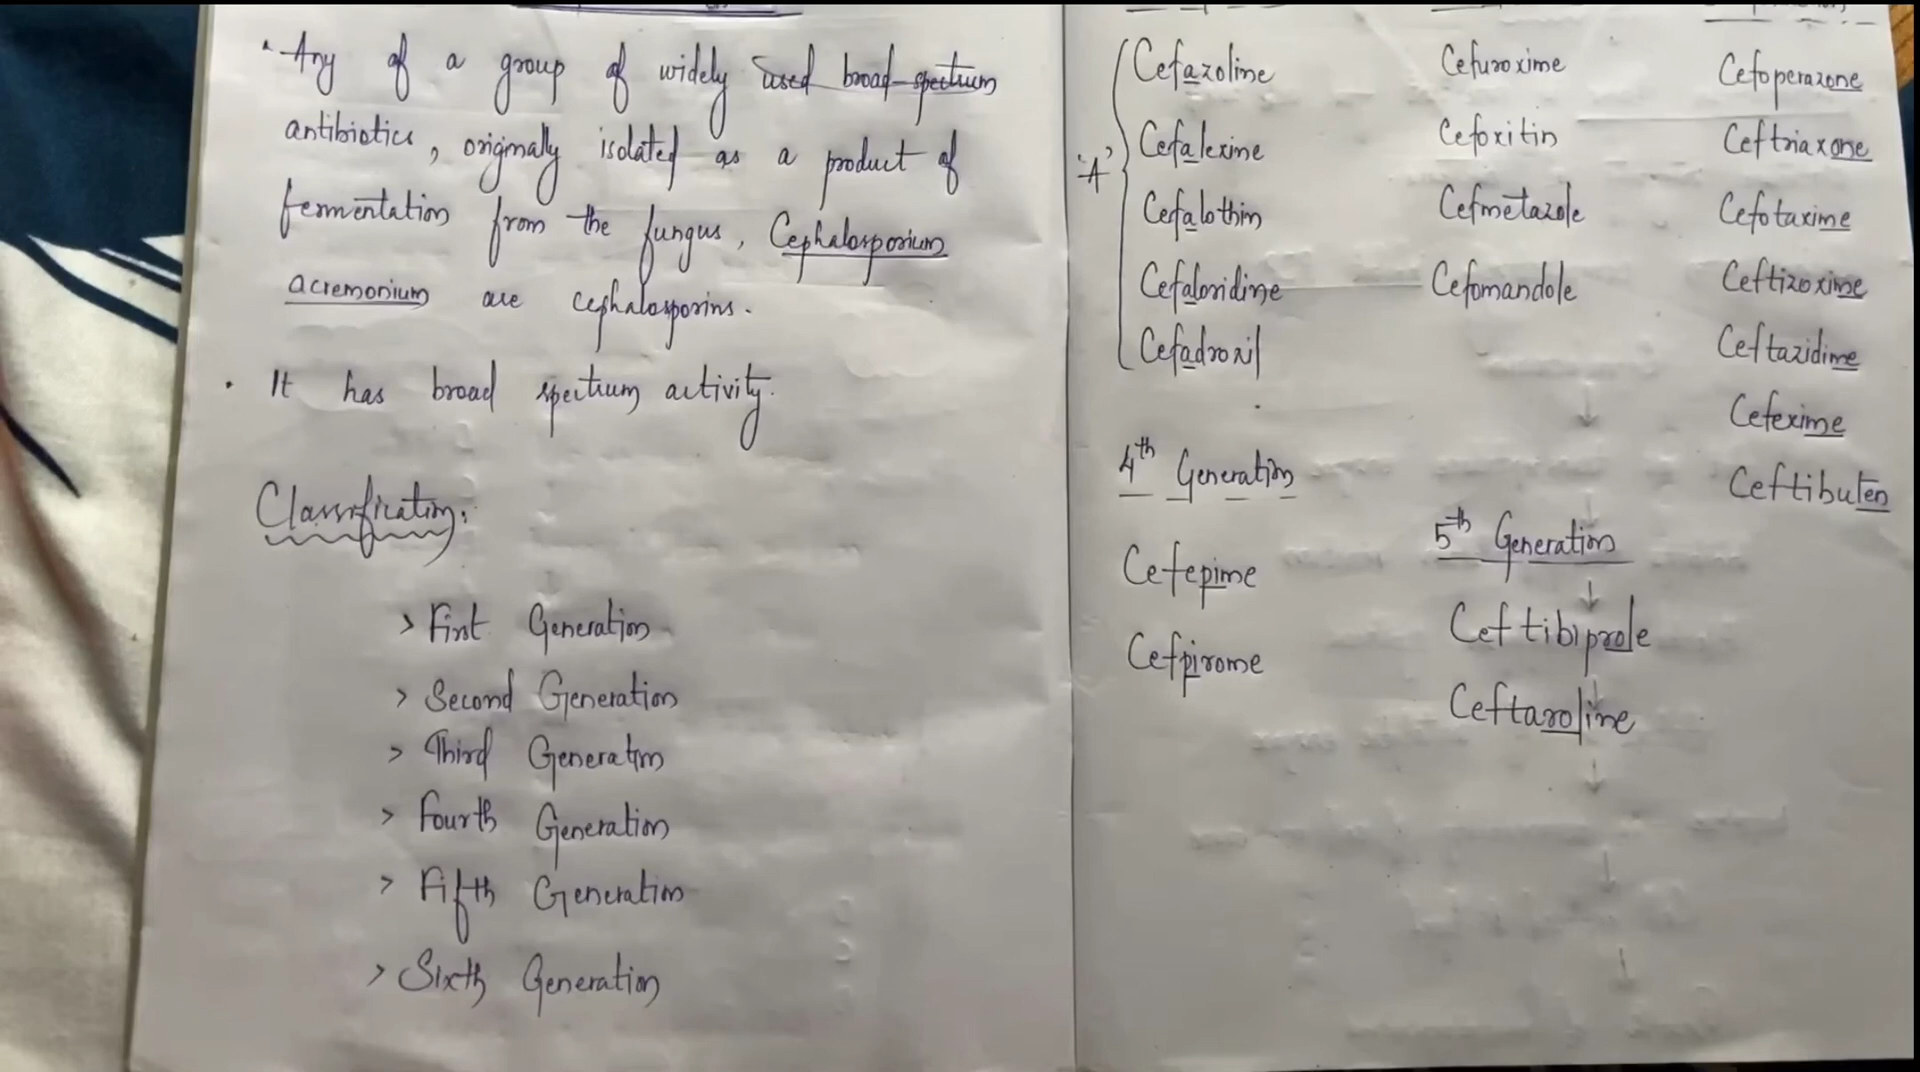 Any of a group of widely used broad-spectrum
antibiotics, originally isolated as a product of
fermentation from the fungus, Cephalosporium
acremonium are cephalosporins.
It has broad spectrum activity.
Classification:
> First Generation
> Second Generation
> Third Generation
> Fourth Generation
> Fifth Generation
> Sixth Generation
'A'
Cefazoline
Cefalexine
Cefalothin
Cefaloridine
Cefadroxil
Cefuroxime
Cefoxitin
Cefmetazole
Cefomandole
Cefoperazone
Ceftriaxone
Cefotaxime
Ceftizoxime
Ceftazidime
Cefexime
Ceftibuten
4th Generation
Cefepime
Cefpirome
5th Generation
Ceftibiprole
Ceftaroline